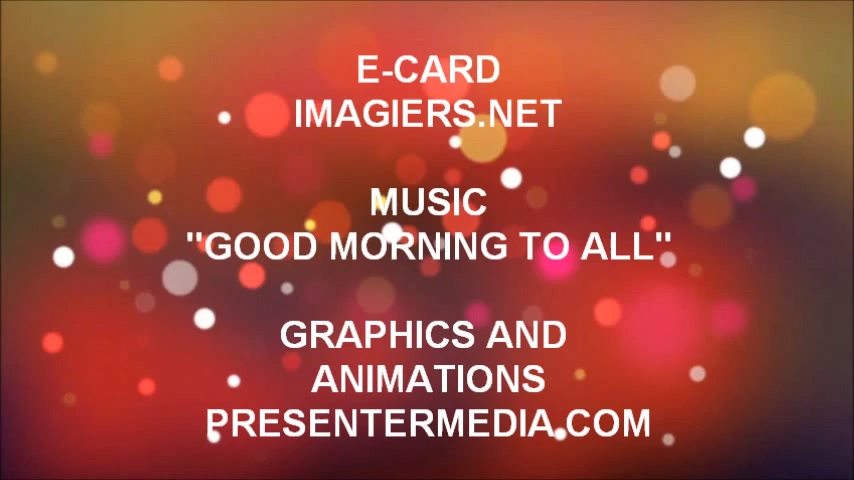 E-CARD
IMAGIERS.NET
MUSIC
"GOOD MORNING TO ALL"
GRAPHICS AND
ANIMATIONS
PRESENTERMEDIA.COM